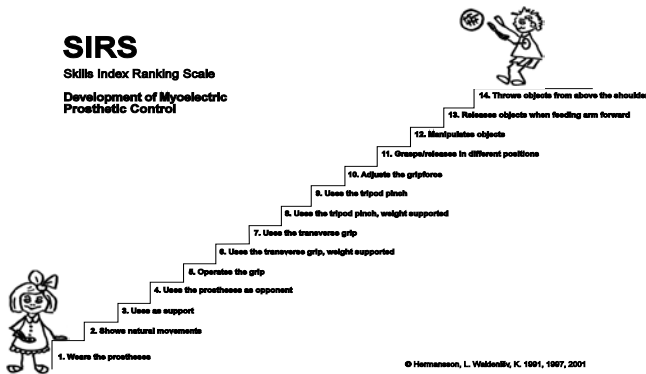 SIRS
Skills Index Ranking Scale
Development of Myoelectric
Prosthetic Control
14. Throws objects from above the shoulder
13. Releases objects when feeding arm forward
12. Manipulates objects
11. Grasps/releases in different positions
10. Adjusts the gripforce
9. Uses the tripod pinch
8. Uses the tripod pinch, weight supported
7. Uses the transverse grip
6. Uses the transverse grip, weight supported
5. Operates the grip
4. Uses the prostheses as opponent
3. Uses as support
2. Shows natural movements
1. Wears the prostheses
© Hermansson, L. K. 1991, 1997, 2001